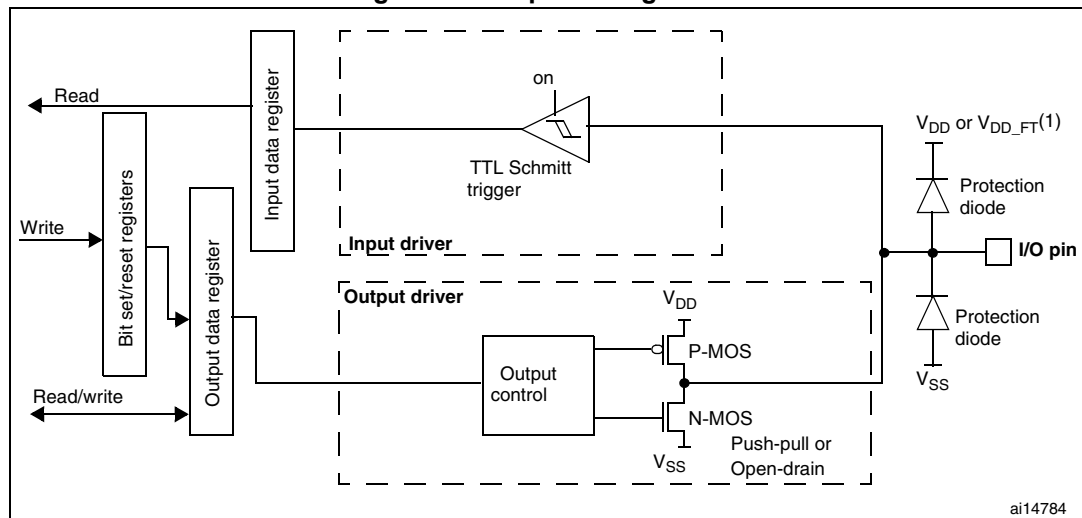 on
Read
V_DD or V_DD_FT(1)
Input data register
TTL Schmitt
trigger
Protection
diode
Bit set/reset registers
Write
Input driver
I/O pin
Output data register
Output driver
V_DD
P-MOS
Protection
diode
Output
control
V_SS
Read/write
N-MOS
Push-pull or
V_SS
Open-drain
ai14784